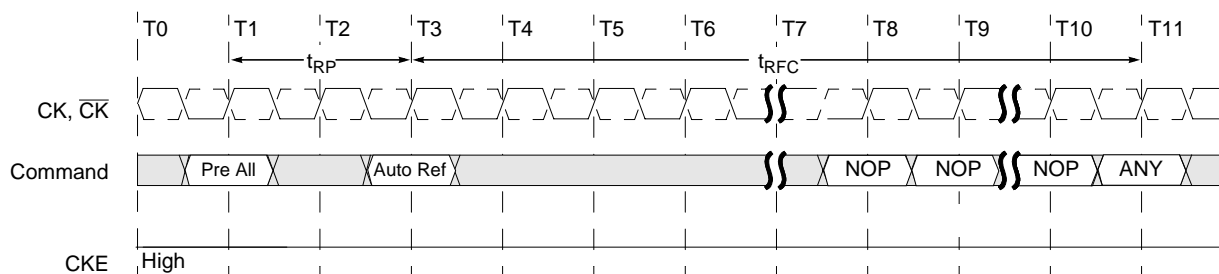 T0 T1 T2 T3 T4 T5 T6 T7 T8 T9 T10 T11
tRP tRFC
CK, CK
Command Pre All Auto Ref NOP NOP NOP ANY
CKE High